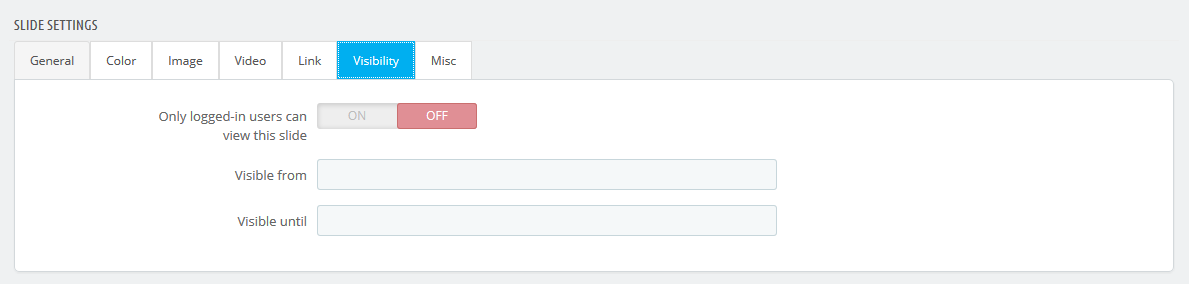 SLIDE SETTINGS
General Color Image Video Link Visibility Misc
Only logged-in users can ON OFF
view this slide
Visible from
Visible until